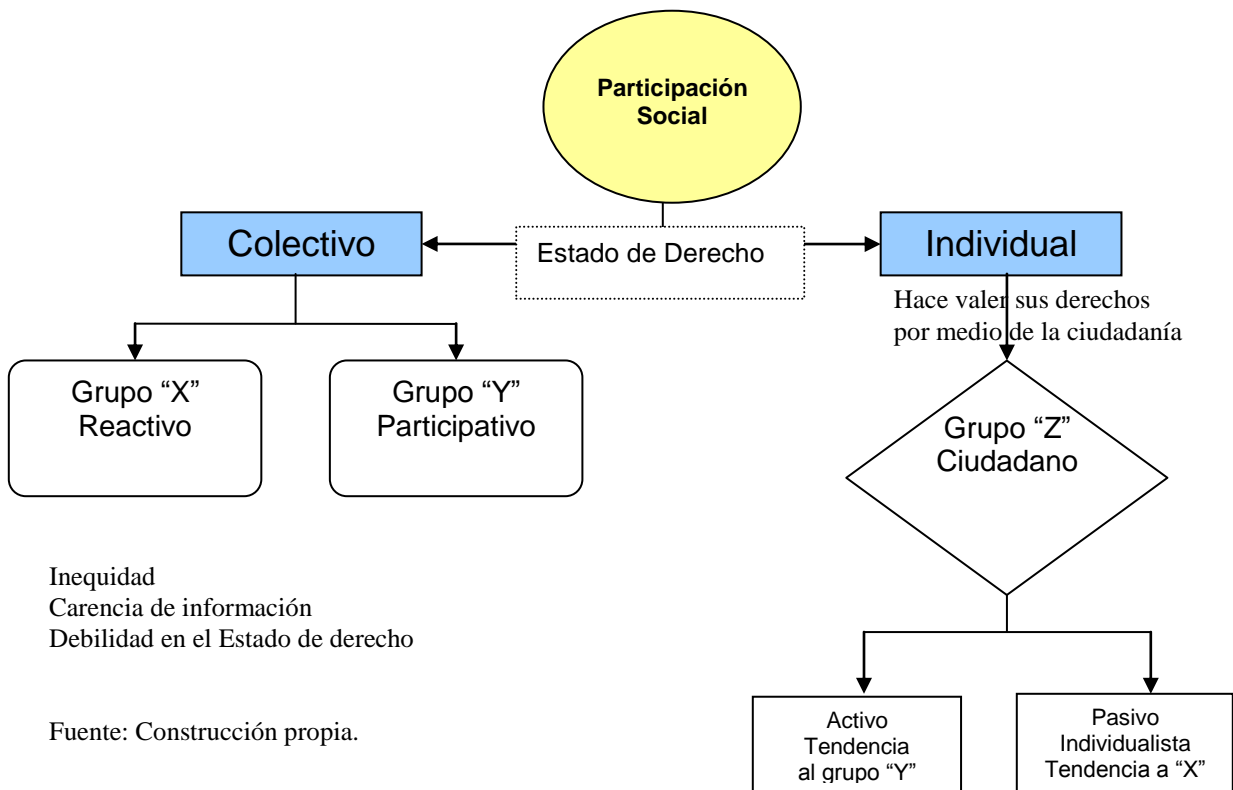 Participación
Social
Colectivo
Estado de Derecho
Individual
Hace valer sus derechos
por medio de la ciudadanía
Grupo “X”
Reactivo
Grupo “Y”
Participativo
Grupo “Z”
Ciudadano
Inequidad
Carencia de información
Debilidad en el Estado de derecho
Fuente: Construcción propia.
Activo
Tendencia
al grupo “Y”
Pasivo
Individualista
Tendencia a “X”